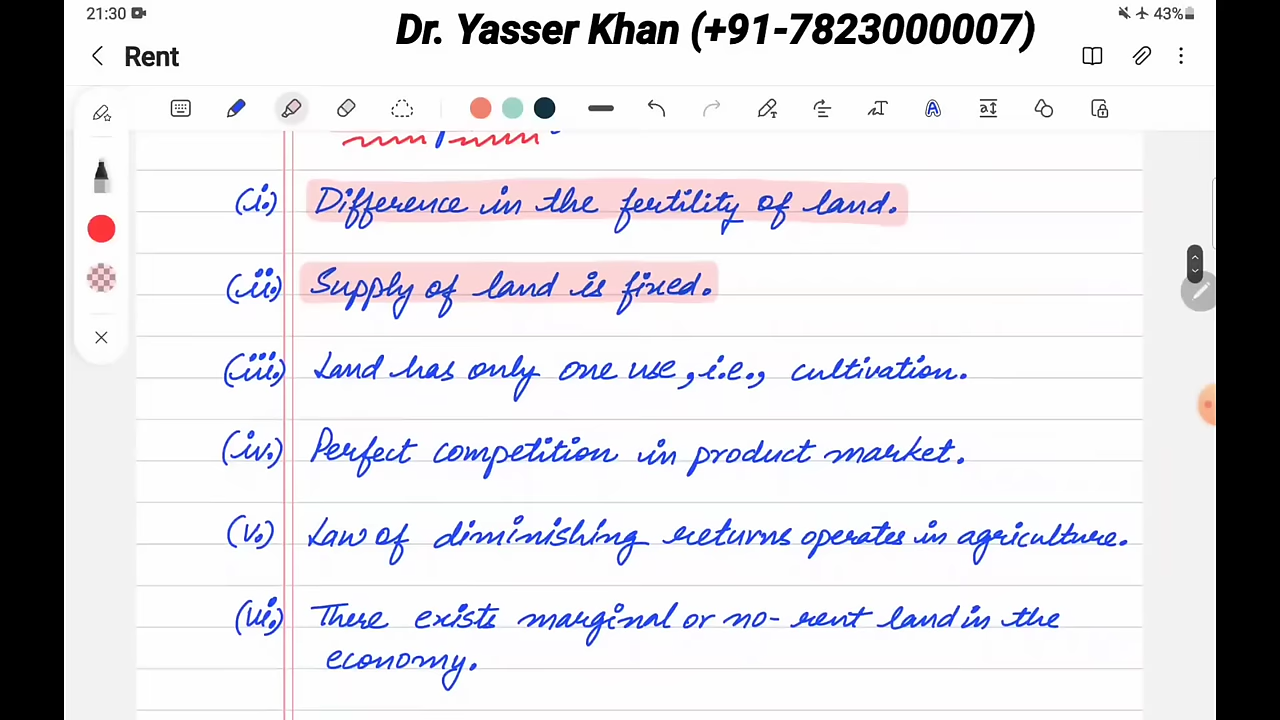 21:30
Dr. Yasser Khan (+91-7823000007)
43%
Rent
(i.) Difference in the fertility of land.
(ii.) Supply of land is fixed.
(iii.) Land has only one use, i.e., cultivation.
(iv.) Perfect competition in product market.
(v.) Law of diminishing returns operates in agriculture.
(vi.) There exists marginal or no-rent land in the
economy.